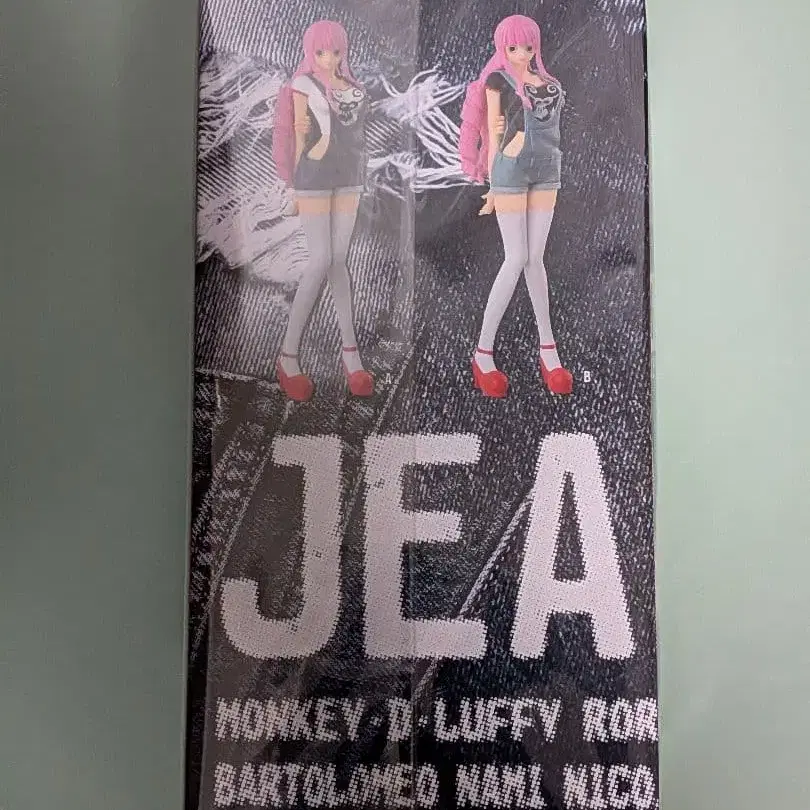 A B
JEA
MONKEY·D·LUFFY ROR
BARTOLOMEO NAMI NICO